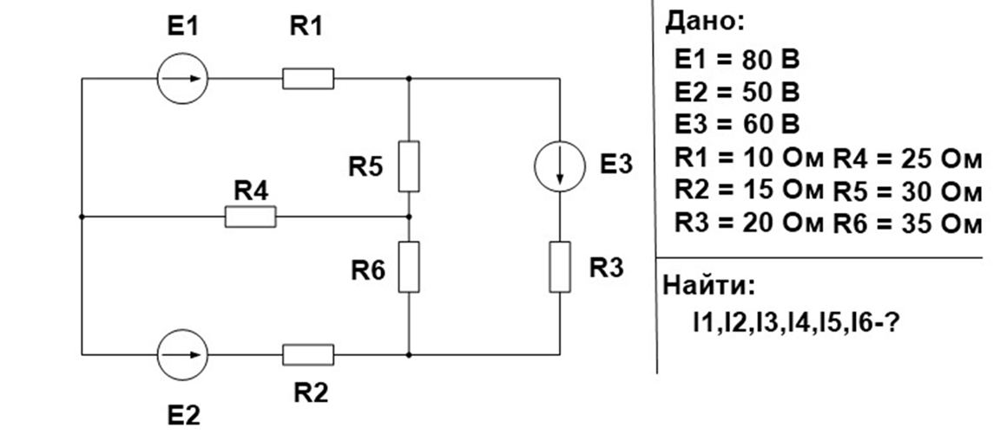 E1 R1
R5
E3
R4
R6
R3
R2
E2
Дано:
E1 = 80 В
E2 = 50 В
E3 = 60 В
R1 = 10 Ом R4 = 25 Ом
R2 = 15 Ом R5 = 30 Ом
R3 = 20 Ом R6 = 35 Ом
Найти:
I1,I2,I3,I4,I5,I6-?